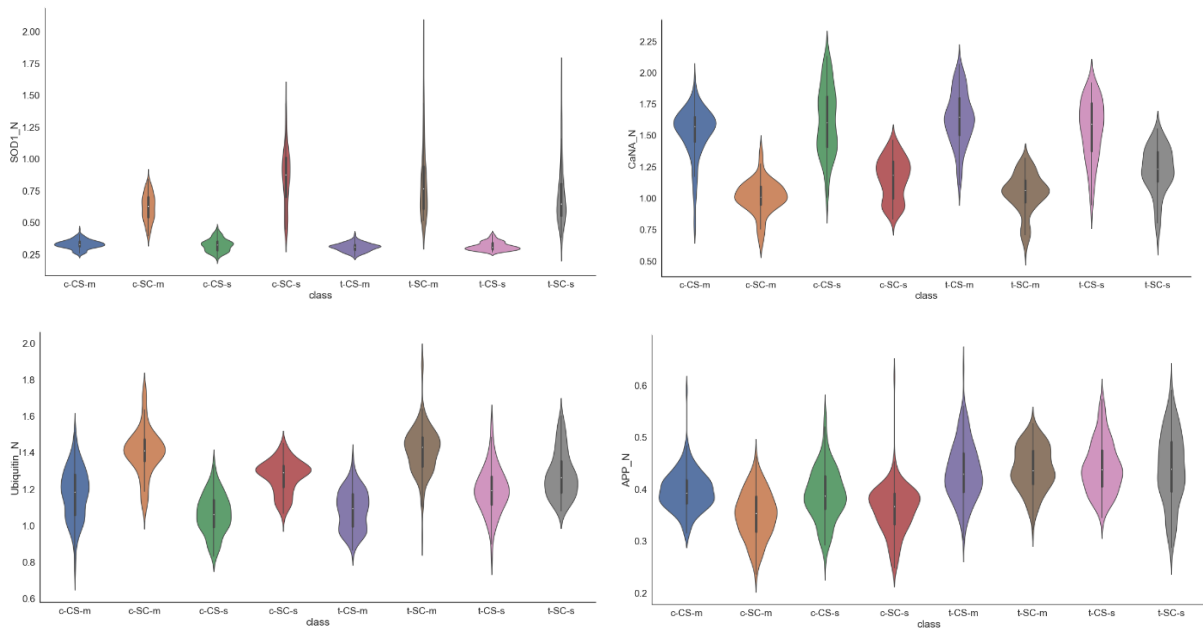 SOD1_N
2.00
1.75
1.50
1.25
1.00
0.75
0.50
0.25
c-CS-m c-SC-m c-CS-s c-SC-s t-CS-m t-SC-m t-CS-s t-SC-s
class
CaNA_N
2.25
2.00
1.75
1.50
1.25
1.00
0.75
0.50
c-CS-m c-SC-m c-CS-s c-SC-s t-CS-m t-SC-m t-CS-s t-SC-s
class
Ubiquitin_N
2.0
1.8
1.6
1.4
1.2
1.0
0.8
0.6
c-CS-m c-SC-m c-CS-s c-SC-s t-CS-m t-SC-m t-CS-s t-SC-s
class
APP_N
0.6
0.5
0.4
0.3
0.2
c-CS-m c-SC-m c-CS-s c-SC-s t-CS-m t-SC-m t-CS-s t-SC-s
class